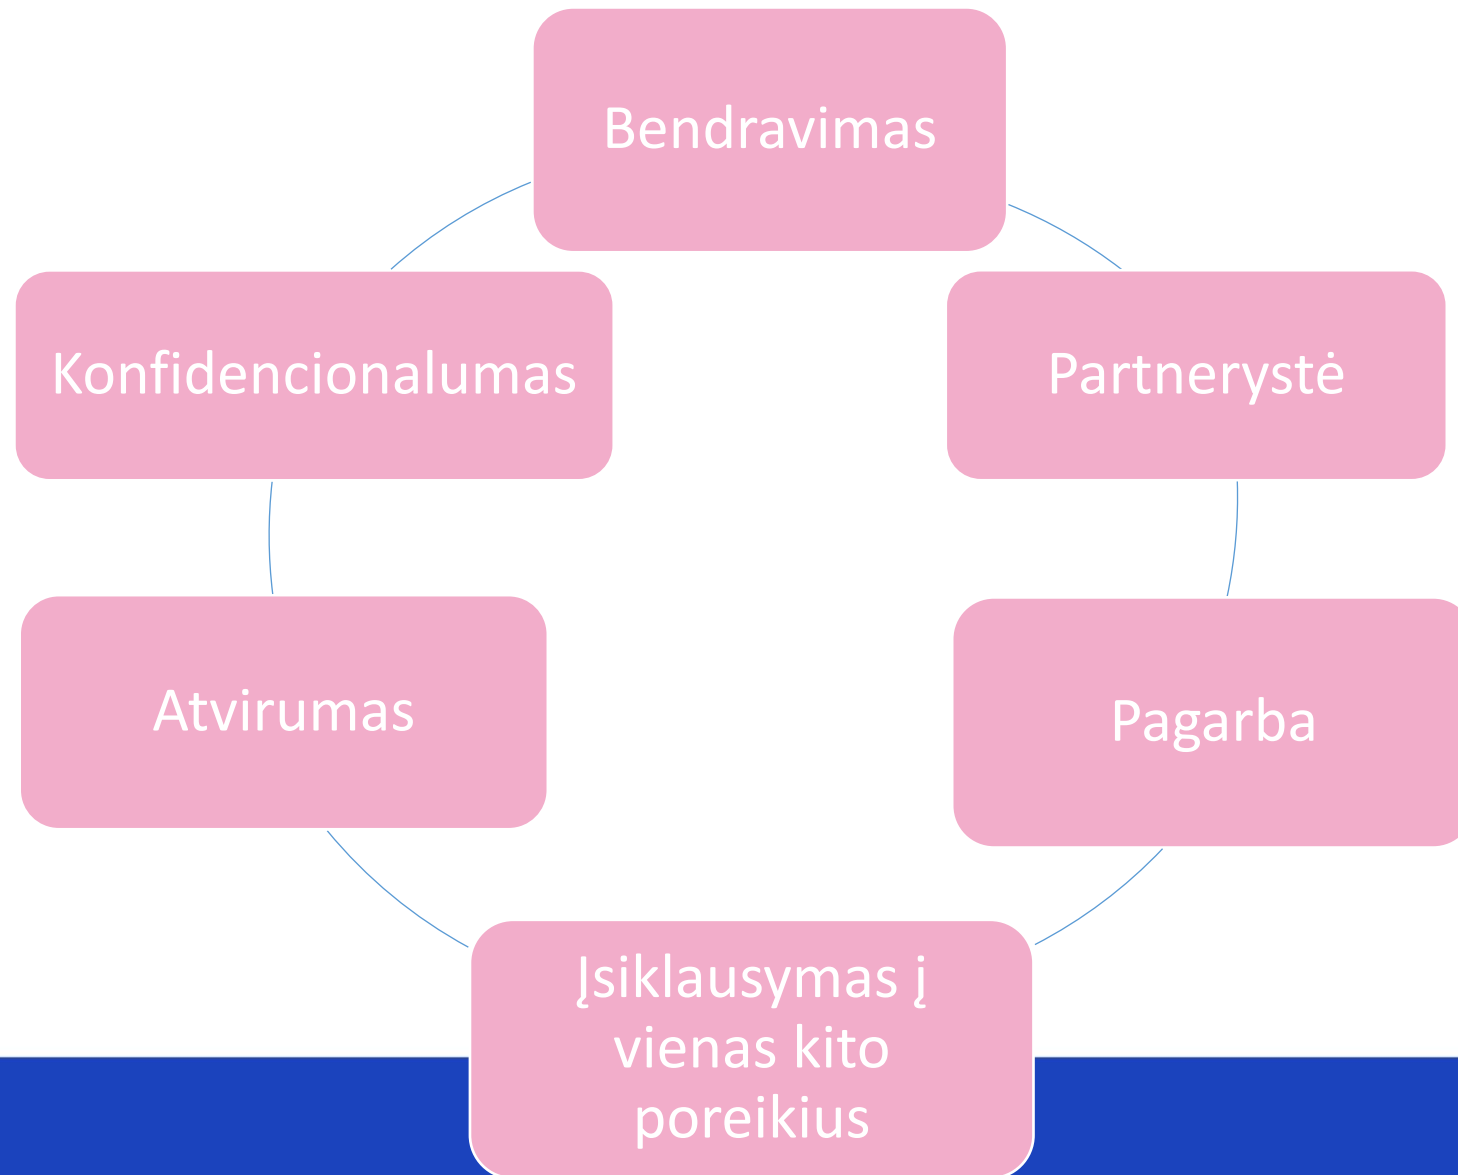 Bendravimas
Konfidencionalumas
Partnerystė
Atvirumas
Pagarba
Įsiklausymas į
vienas kito
poreikius